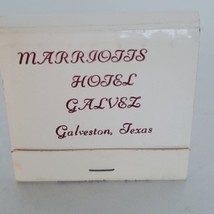 MARRIOTTS
HOTEL
GALVEZ
Galveston, Texas